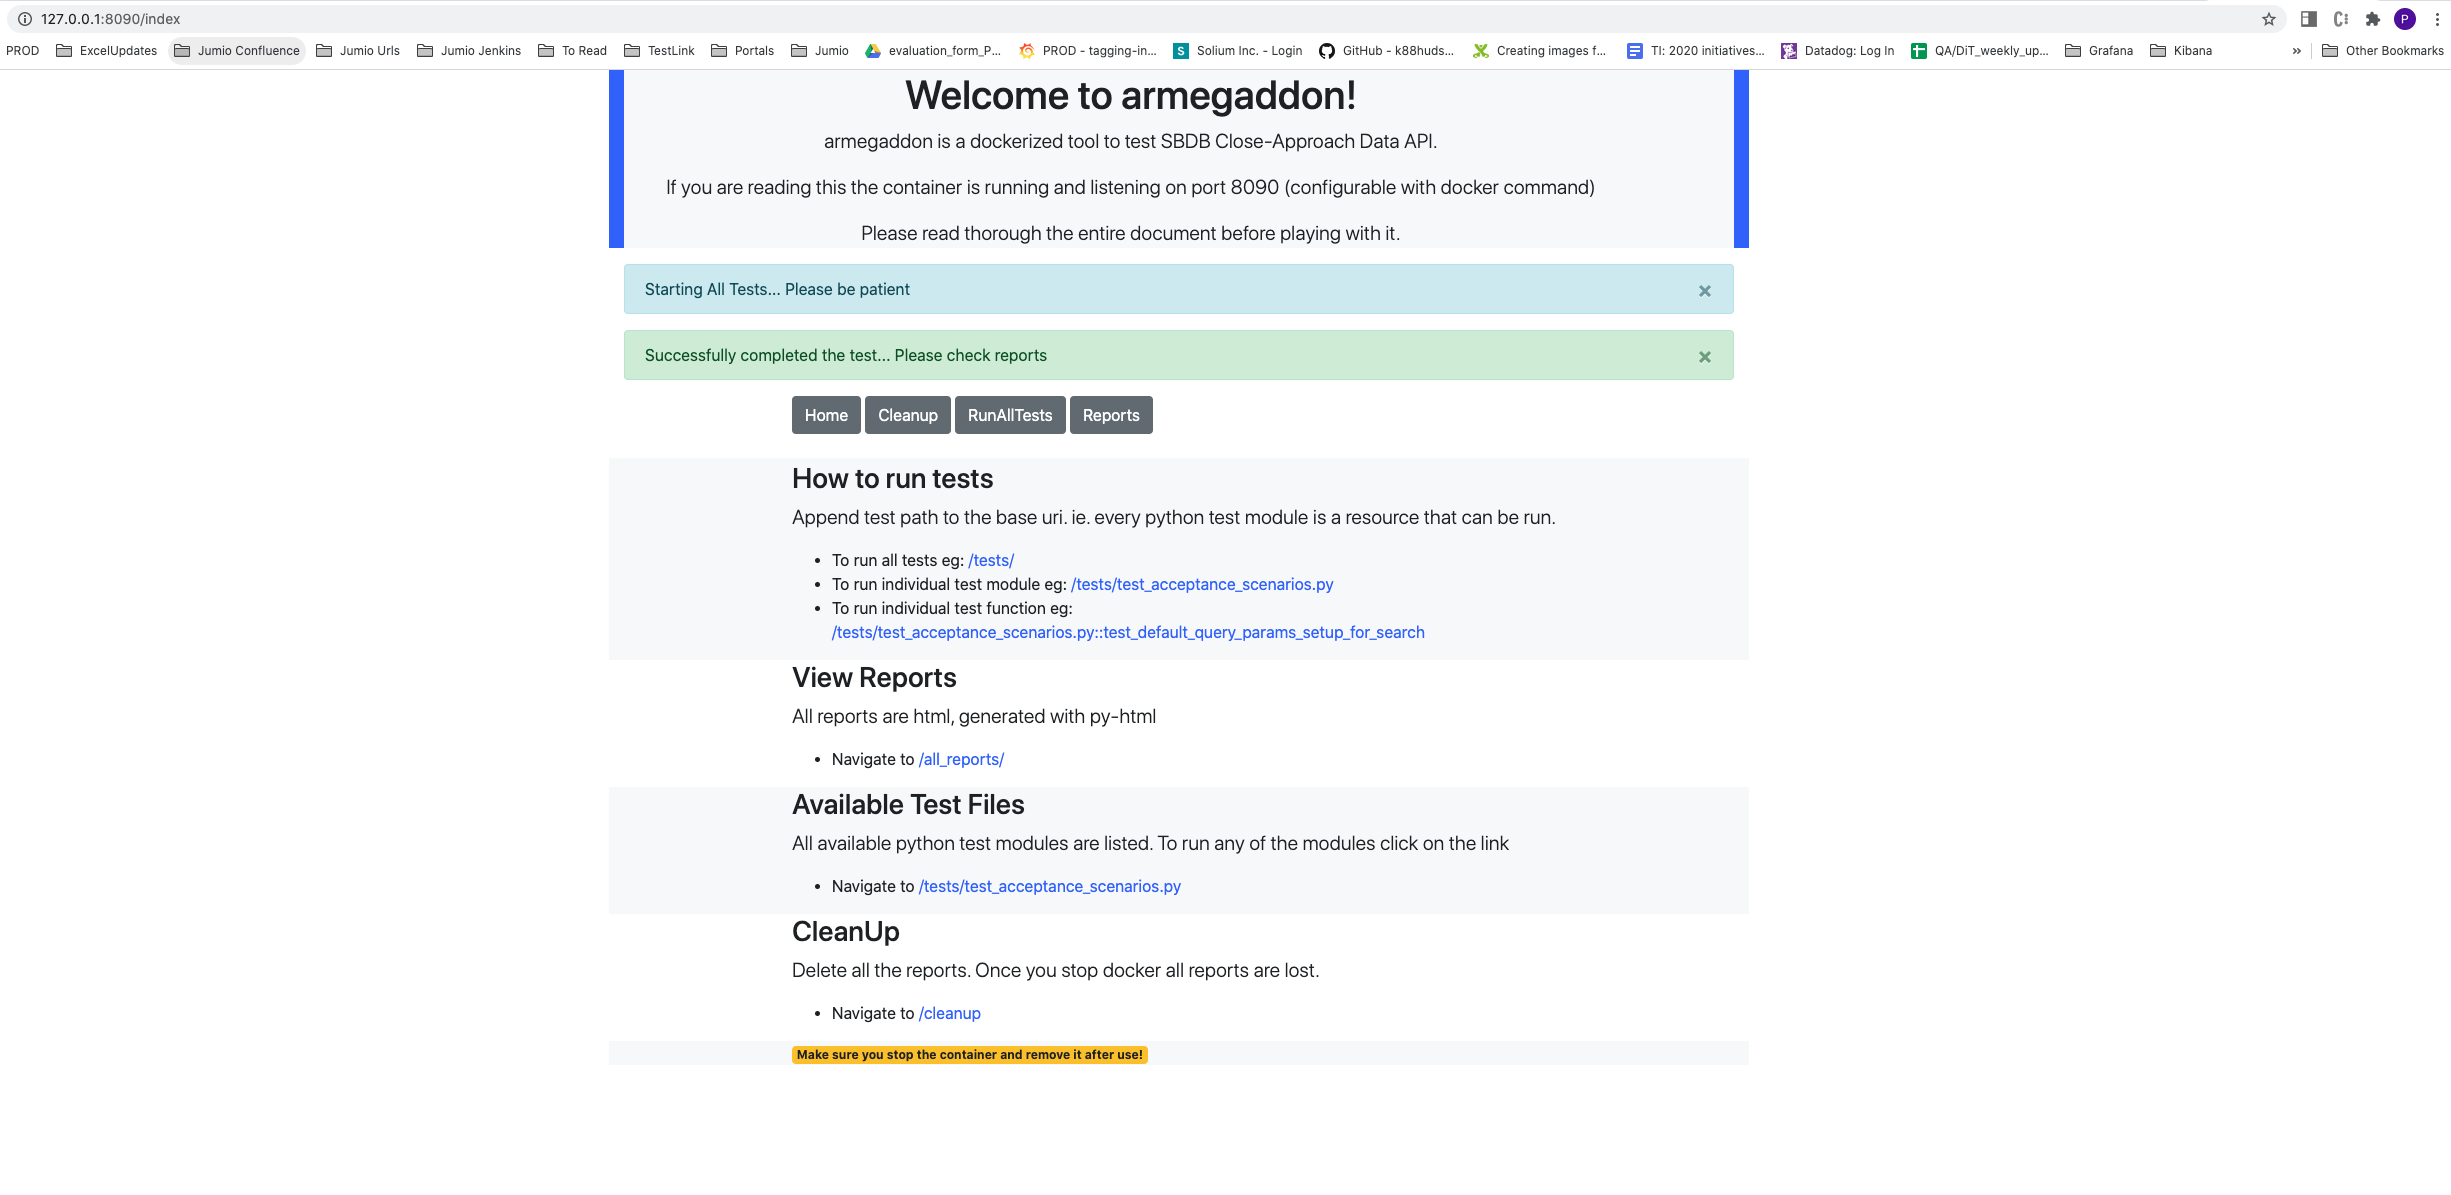 127.0.0.1:8090/index
P
PROD ExcelUpdates Jumio Confluence Jumio Urls Jumio Jenkins To Read TestLink Portals Jumio evaluation_form_P... PROD - tagging-in... S Solium Inc. - Login GitHub - k88huds... Creating images f... TI: 2020 initiatives... Datadog: Log In QA/DiT_weekly_up... Grafana Kibana » Other Bookmarks
Welcome to armegaddon!
armegaddon is a dockerized tool to test SBDB Close-Approach Data API.
If you are reading this the container is running and listening on port 8090 (configurable with docker command)
Please read thorough the entire document before playing with it.
Starting All Tests... Please be patient ×
Successfully completed the test... Please check reports ×
Home Cleanup RunAllTests Reports
How to run tests
Append test path to the base uri. ie. every python test module is a resource that can be run.
• To run all tests eg: /tests/
• To run individual test module eg: /tests/test_acceptance_scenarios.py
• To run individual test function eg:
/tests/test_acceptance_scenarios.py::test_default_query_params_setup_for_search
View Reports
All reports are html, generated with py-html
• Navigate to /all_reports/
Available Test Files
All available python test modules are listed. To run any of the modules click on the link
• Navigate to /tests/test_acceptance_scenarios.py
CleanUp
Delete all the reports. Once you stop docker all reports are lost.
• Navigate to /cleanup
Make sure you stop the container and remove it after use!